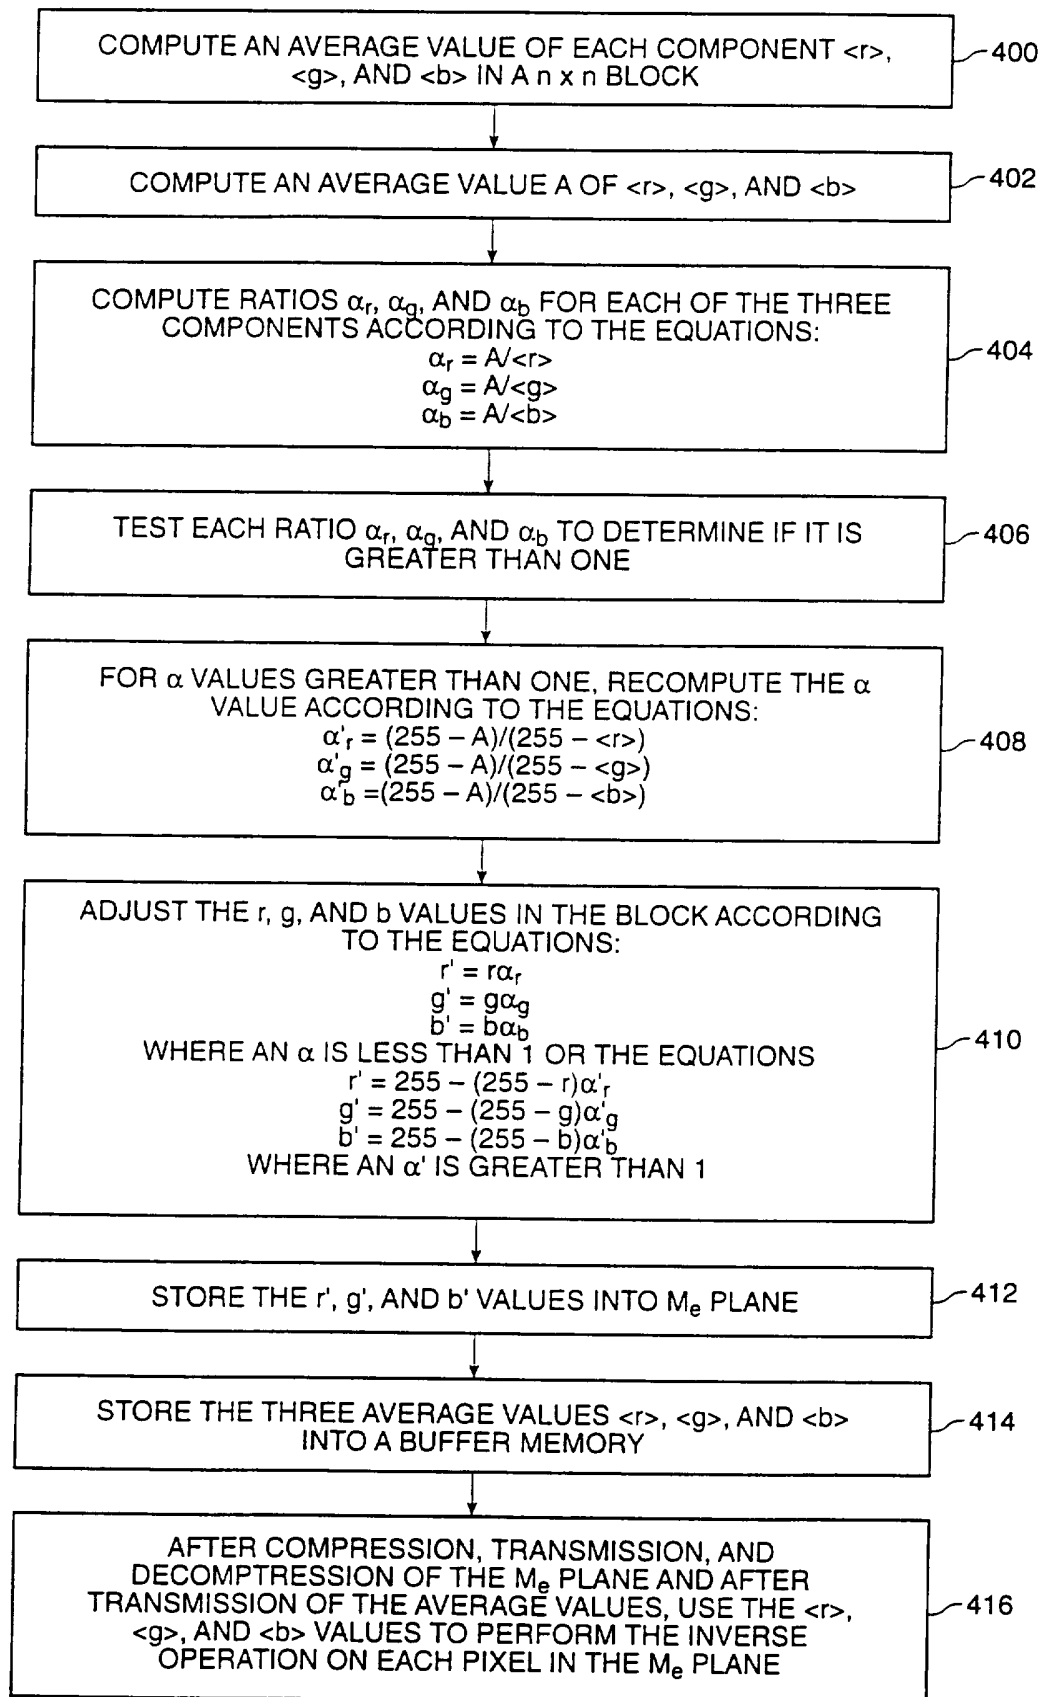 COMPUTE AN AVERAGE VALUE OF EACH COMPONENT <r>,
<g>, AND <b> IN A n x n BLOCK
400
COMPUTE AN AVERAGE VALUE A OF <r>, <g>, AND <b>
402
COMPUTE RATIOS αr, αg, AND αb FOR EACH OF THE THREE
COMPONENTS ACCORDING TO THE EQUATIONS:
αr = A/<r>
αg = A/<g>
αb = A/<b>
404
TEST EACH RATIO αr, αg, AND αb TO DETERMINE IF IT IS
GREATER THAN ONE
406
FOR α VALUES GREATER THAN ONE, RECOMPUTE THE α
VALUE ACCORDING TO THE EQUATIONS:
α'r = (255 – A)/(255 – <r>)
α'g = (255 – A)/(255 – <g>)
α'b =(255 – A)/(255 – <b>)
408
ADJUST THE r, g, AND b VALUES IN THE BLOCK ACCORDING
TO THE EQUATIONS:
r' = rαr
g' = gαg
b' = bαb
WHERE AN α IS LESS THAN 1 OR THE EQUATIONS
r' = 255 – (255 – r)α'r
g' = 255 – (255 – g)α'g
b' = 255 – (255 – b)α'b
WHERE AN α' IS GREATER THAN 1
410
STORE THE r', g', AND b' VALUES INTO Me PLANE
412
STORE THE THREE AVERAGE VALUES <r>, <g>, AND <b>
INTO A BUFFER MEMORY
414
AFTER COMPRESSION, TRANSMISSION, AND
DECOMPTRESSION OF THE Me PLANE AND AFTER
TRANSMISSION OF THE AVERAGE VALUES, USE THE <r>,
<g>, AND <b> VALUES TO PERFORM THE INVERSE
OPERATION ON EACH PIXEL IN THE Me PLANE
416